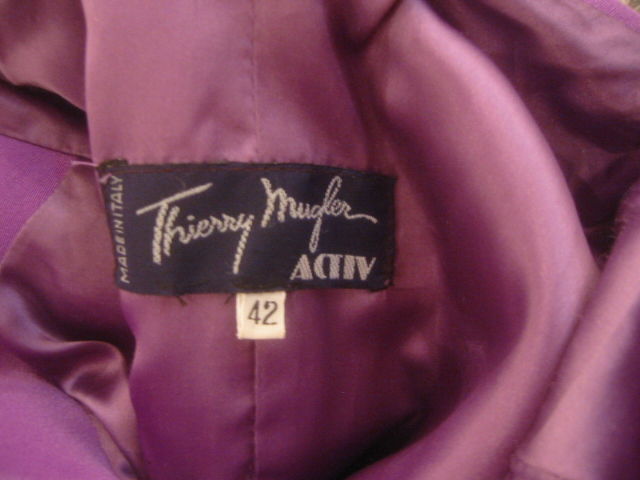 MADE IN ITALY
Thierry Mugler
ACTIV
42